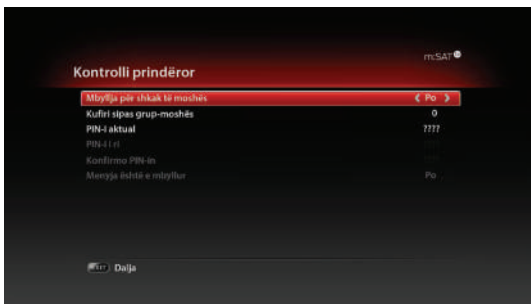 m:SAT
Kontrolli prindëror
Mbyllja për shkak të moshës < Po >
Kufiri sipas grup-moshës 0
PIN-I aktual ????
PIN-I i ri
Konfirmo PIN-in
Menyja është e mbyllur Po
Dalja